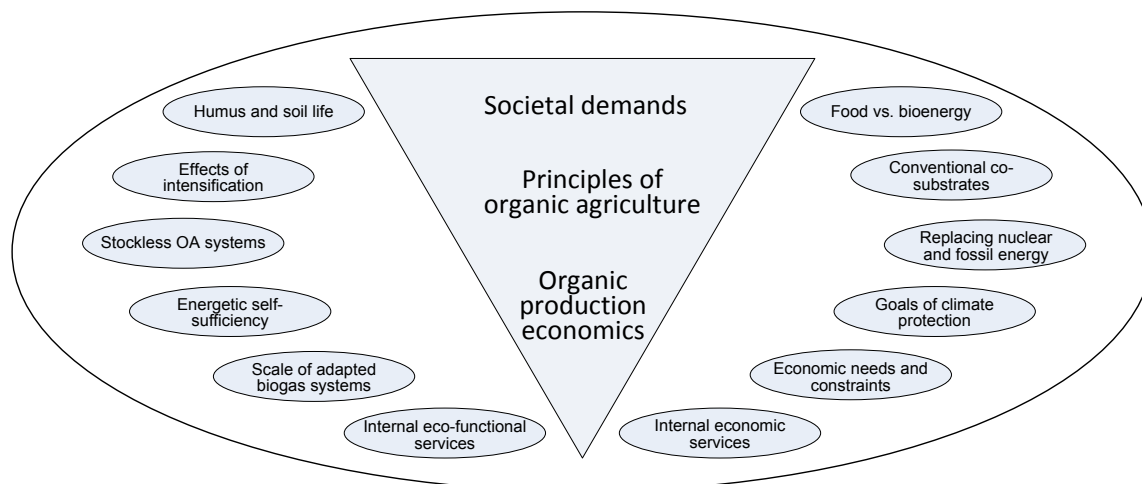 Societal demands
Principles of
organic agriculture
Organic
production
economics
Humus and soil life
Effects of
intensification
Stockless OA systems
Energetic self-
sufficiency
Scale of adapted
biogas systems
Internal eco-functional
services
Food vs. bioenergy
Conventional co-
substrates
Replacing nuclear
and fossil energy
Goals of climate
protection
Economic needs and
constraints
Internal economic
services